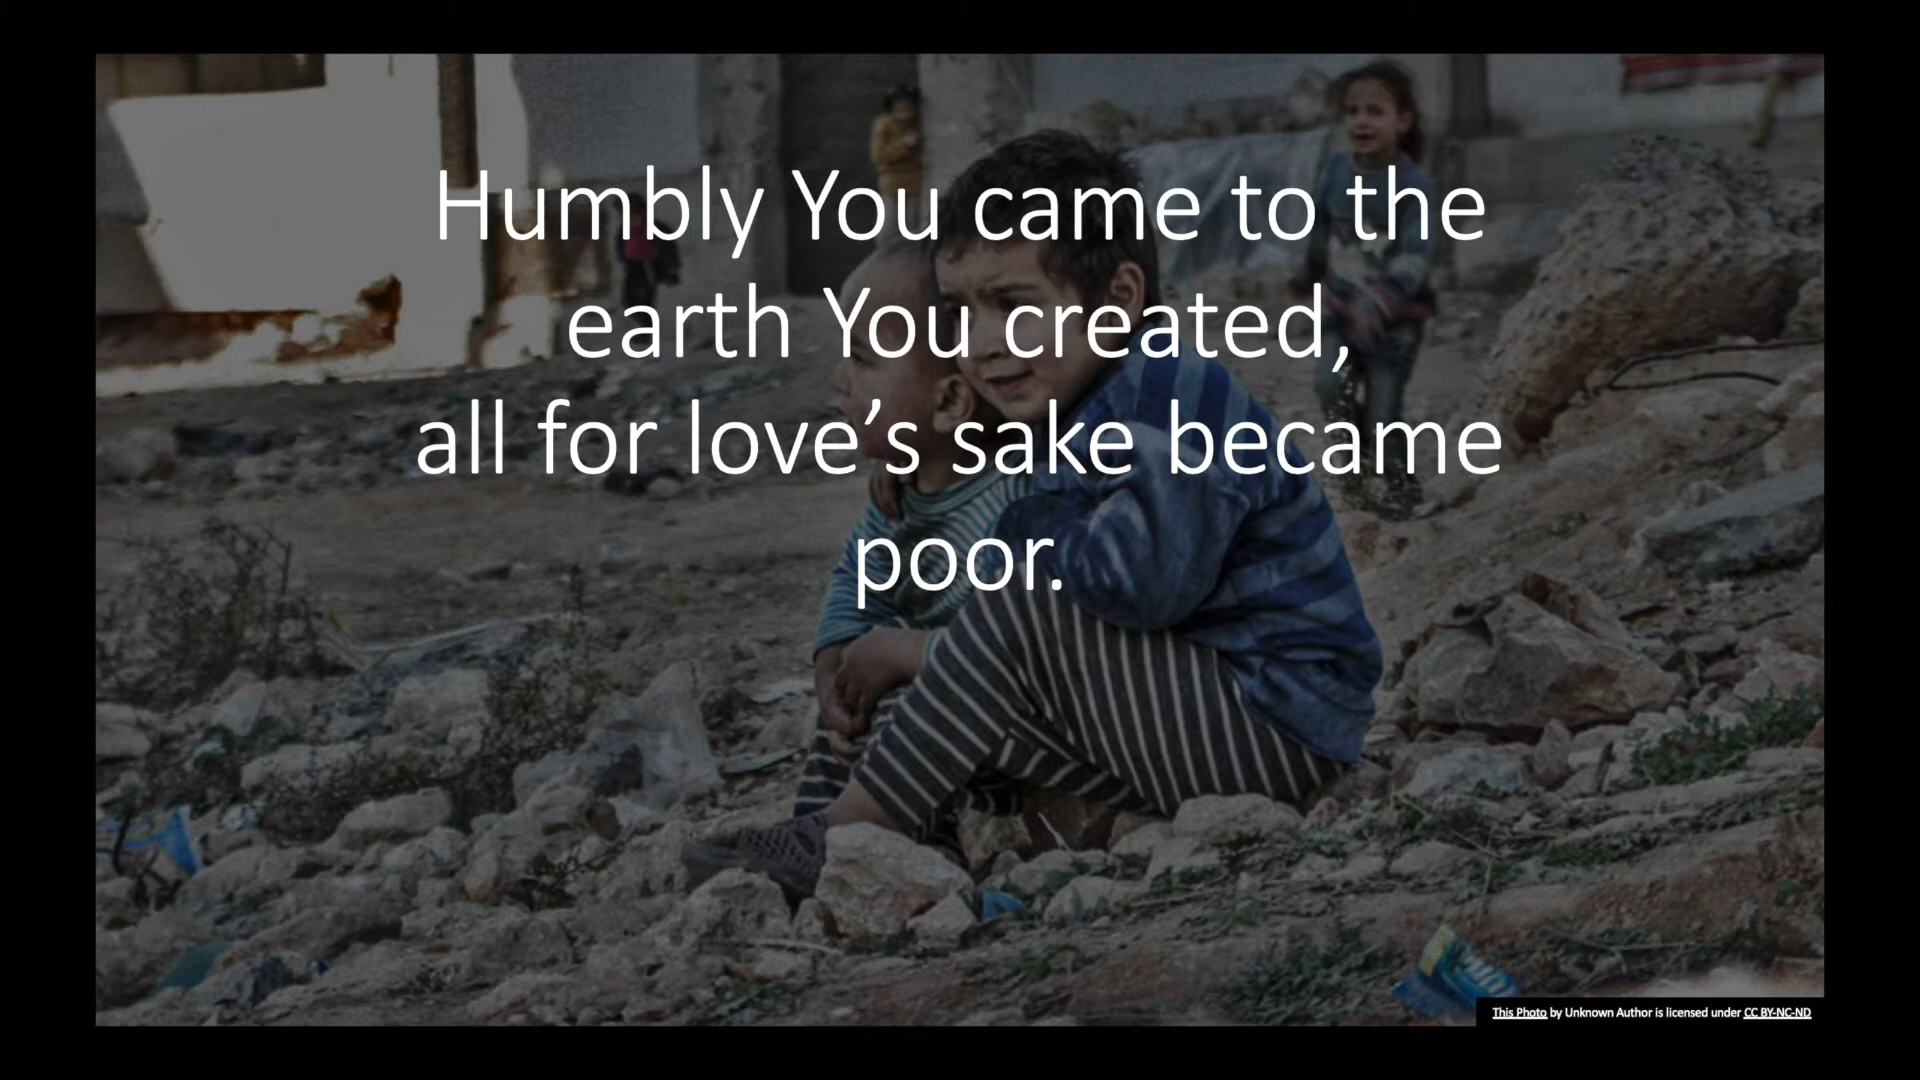 Humbly You came to the
earth You created,
all for love’s sake became
poor.
This Photo by Unknown Author is licensed under CC BY-NC-ND